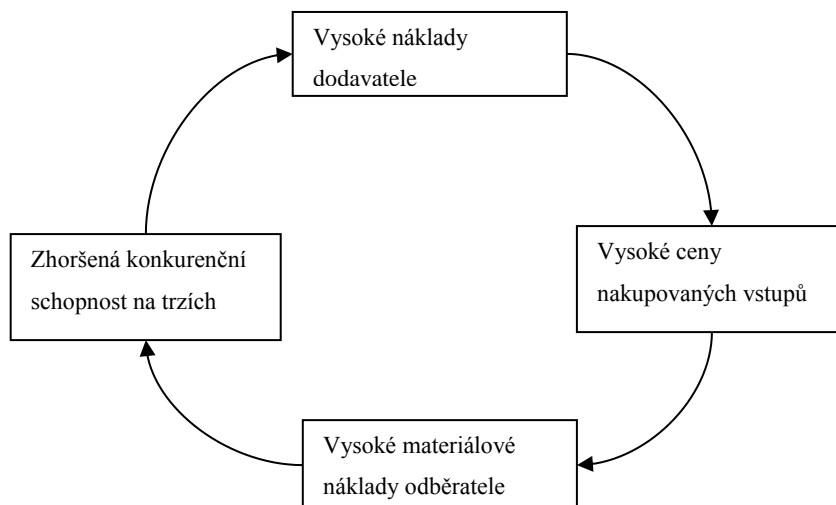 Vysoké náklady
dodavatele
Vysoké ceny
nakupovaných vstupů
Vysoké materiálové
náklady odběratele
Zhoršená konkurenční
schopnost na trzích